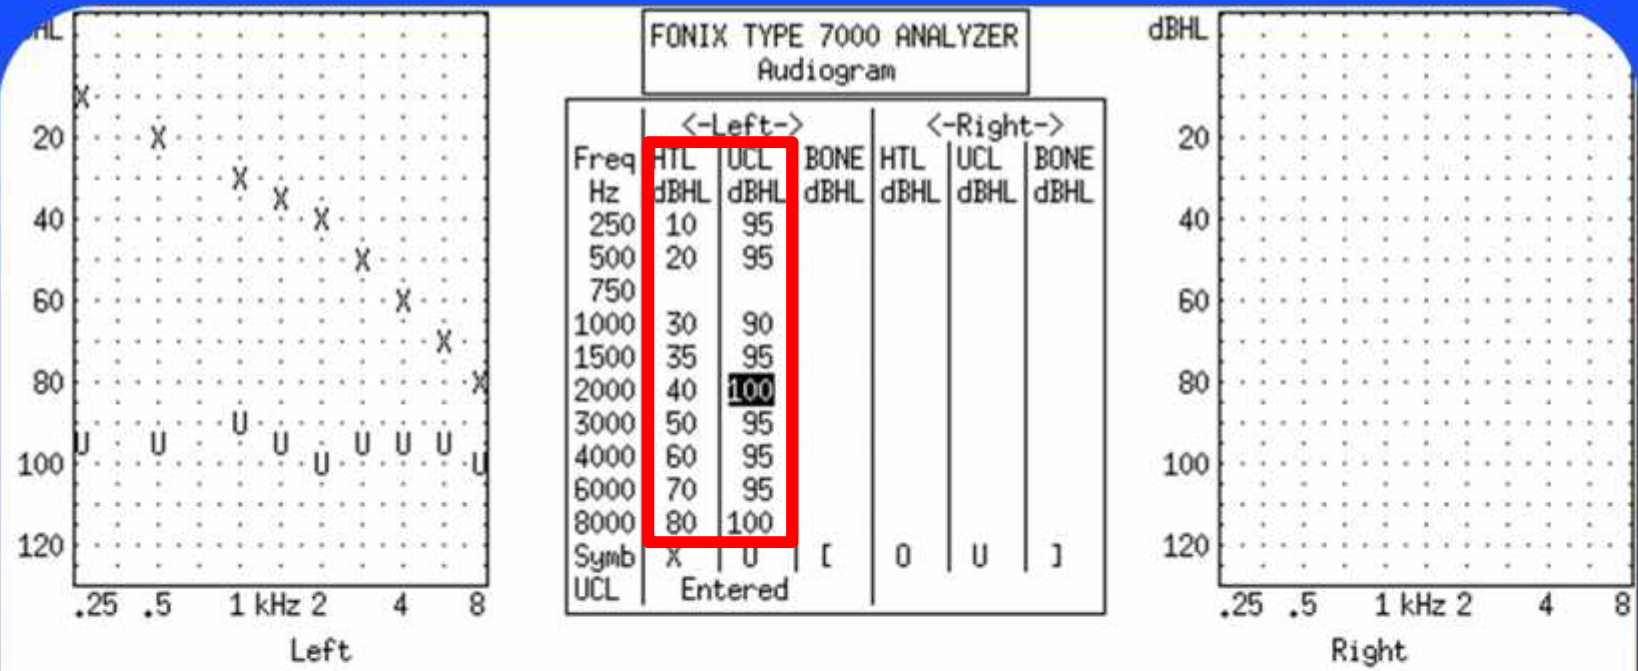 FONIX TYPE 7000 ANALYZER
Audiogram
<-Left-> <-Right->
Freq HTL UCL BONE HTL UCL BONE
Hz dBHL dBHL dBHL dBHL dBHL dBHL
250 10 95
500 20 95
750
1000 30 90
1500 35 95
2000 40 100
3000 50 95
4000 60 95
6000 70 95
8000 80 100
Symb X U [ O U ]
UCL Entered
HL
20
40
60
80
100
120
.25 .5 1 kHz 2 4 8
Left
dBHL
20
40
60
80
100
120
.25 .5 1 kHz 2 4 8
Right